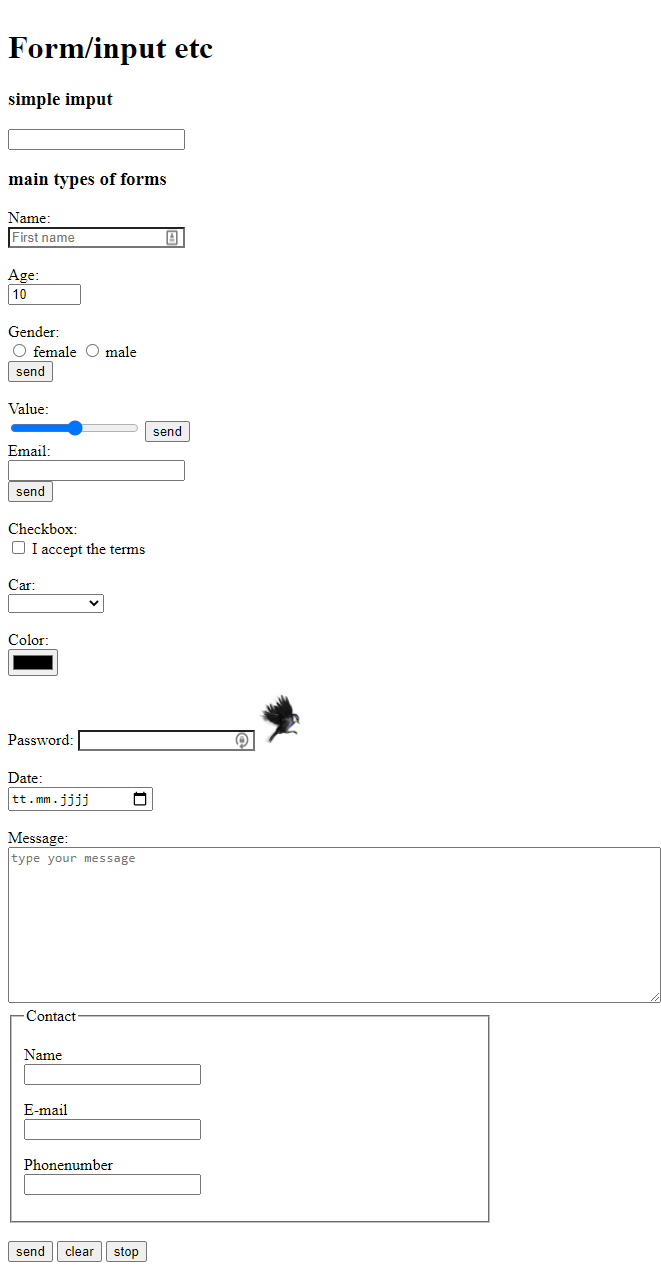 Form/input etc
simple imput
main types of forms
Name:
First name
Age:
10
Gender:
female male
send
Value:
send
Email:
send
Checkbox:
I accept the terms
Car:
Color:
Password:
Date:
tt.mm.jjjj
Message:
type your message
Contact
Name
E-mail
Phonenumber
send clear stop